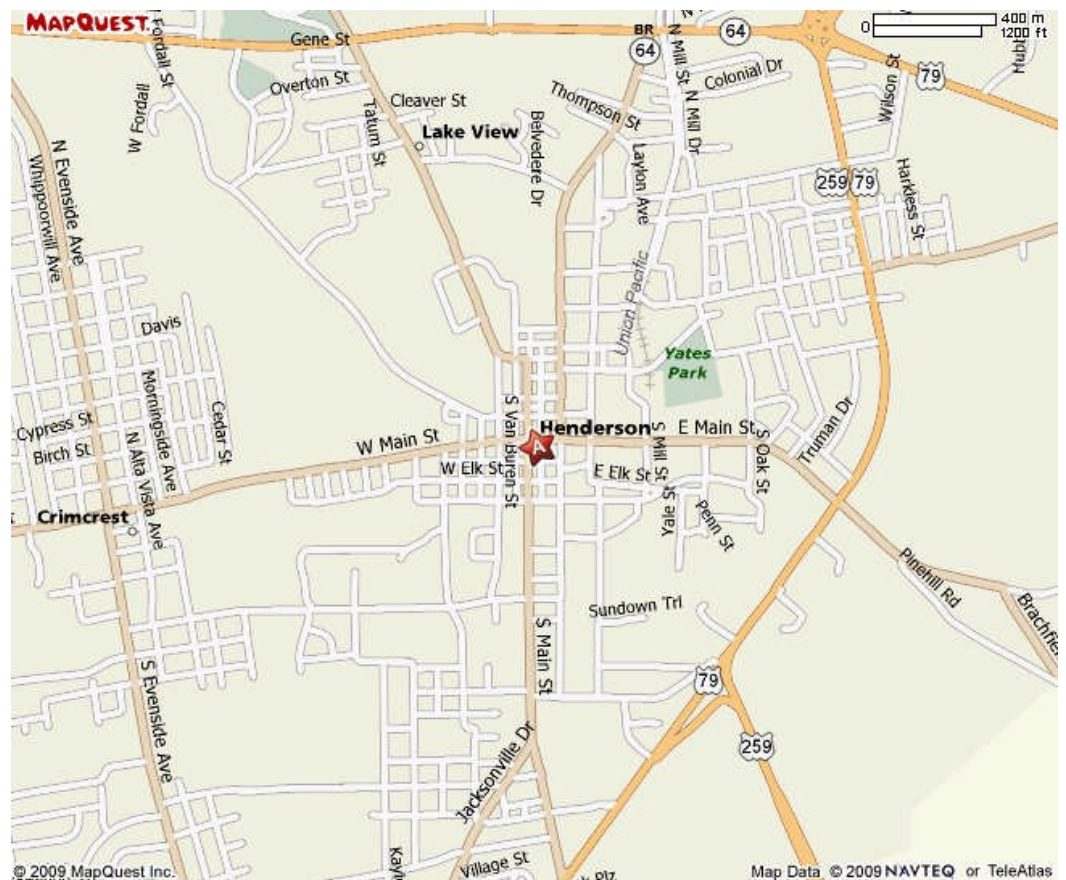 MAPQUEST
0 400 m
1200 ft
N Fordall St
Gene St
BR
64
N Mill St
64
79
Wilson St
Colonial Dr
Overton St
W Fordall
Tatum St
Cleaver St
Thompson St
N Mill Dr
Lake View
Belvedere Dr
Laylon Ave
N Evenside Ave
Whippoorwill Ave
259 79
Harkless St
Union Pacific
Davis
Yates
Park
Morningside Ave
Cedar St
Cypress St
Birch St
N Alta Vista Ave
S Van Buren St
W Main St
Henderson
A
E Main St
S Mill St
S Oak St
Truman Dr
W Elk St
E Elk St
Yale St
Penn St
Crimcrest
Pinehill Rd
Sundown Trl
S Main St
S Evenside Ave
79
259
Jacksonville Dr
Village St
Plz
© 2009 MapQuest Inc.
Map Data © 2009 NAVTEQ or TeleAtlas